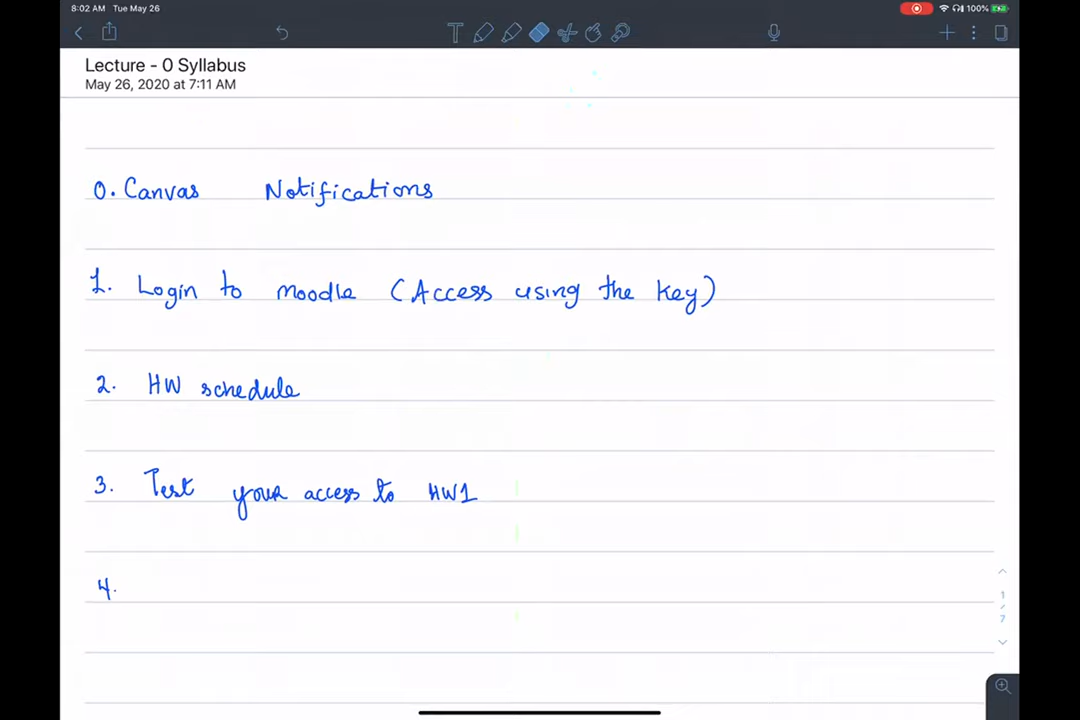 8:02 AM Tue May 26
100%
T
Lecture - 0 Syllabus
May 26, 2020 at 7:11 AM
0. Canvas Notifications
1. Login to moodle (Access using the key)
2. HW schedule
3. Test your access to HW1
4.
1
/
7